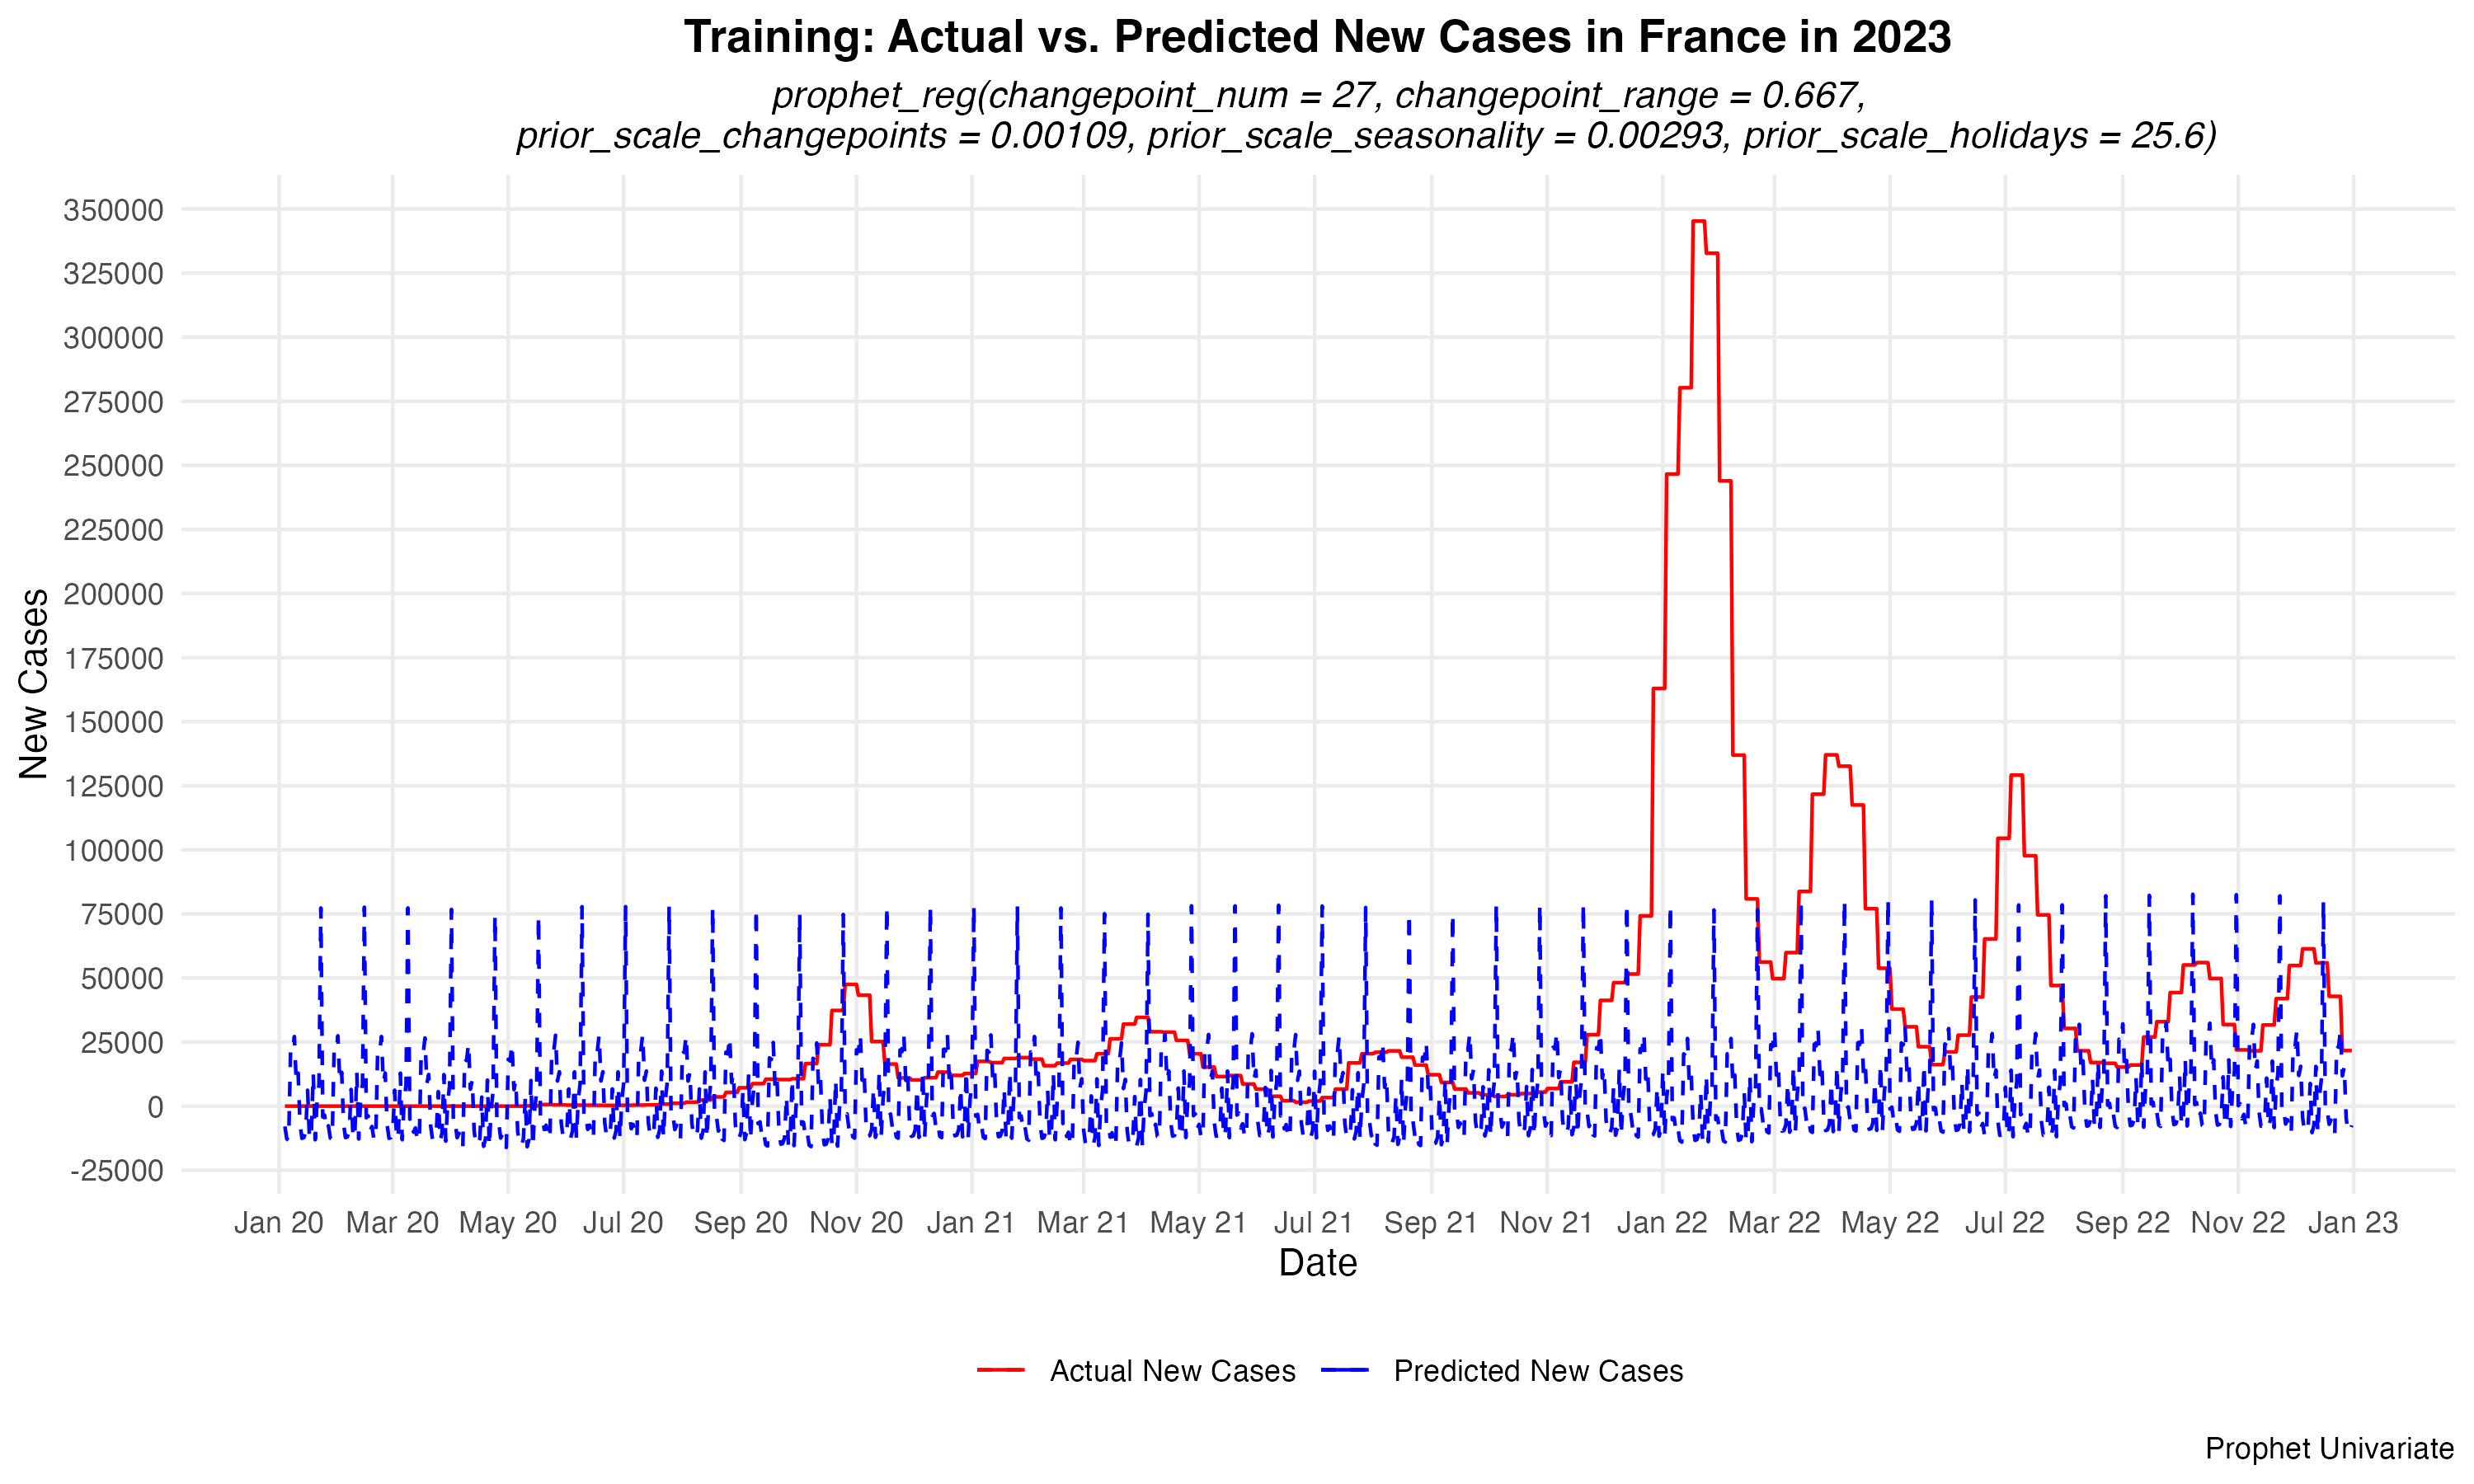 Training: Actual vs. Predicted New Cases in France in 2023
prophet_reg(changepoint_num = 27, changepoint_range = 0.667,
prior_scale_changepoints = 0.00109, prior_scale_seasonality = 0.00293, prior_scale_holidays = 25.6)
New Cases
350000
325000
300000
275000
250000
225000
200000
175000
150000
125000
100000
75000
50000
25000
0
-25000
Jan 20 Mar 20 May 20 Jul 20 Sep 20 Nov 20 Jan 21 Mar 21 May 21 Jul 21 Sep 21 Nov 21 Jan 22 Mar 22 May 22 Jul 22 Sep 22 Nov 22 Jan 23
Date
Actual New Cases Predicted New Cases
Prophet Univariate